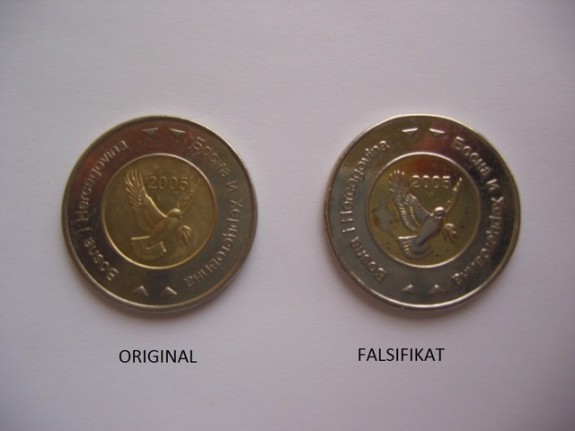 Bosna i Hercegovina
Босна и Херцеговина
2005
Bosna i Hercegovina
Босна и Херцеговина
2005
ORIGINAL
FALSIFIKAT